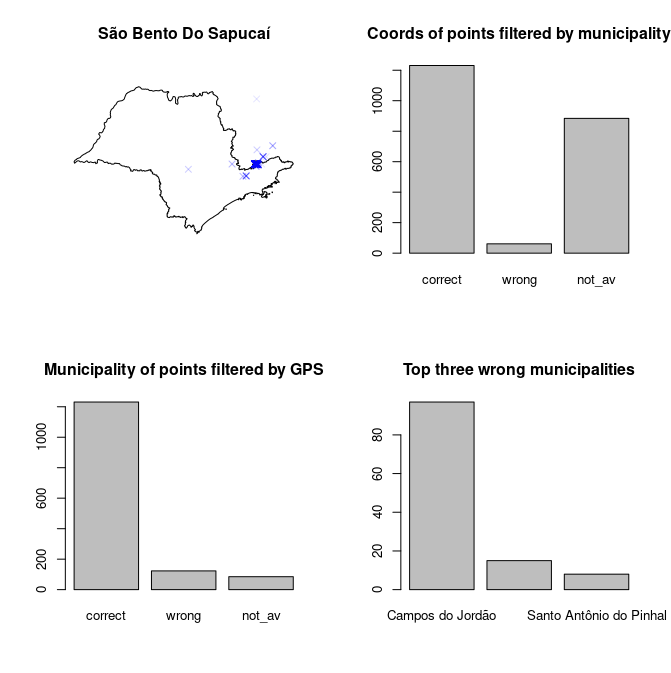 São Bento Do Sapucaí
Coords of points filtered by municipality
0 200 600 1000
correct wrong not_av
Municipality of points filtered by GPS
0 200 600 1000
correct wrong not_av
Top three wrong municipalities
0 20 40 60 80
Campos do Jordão Santo Antônio do Pinhal